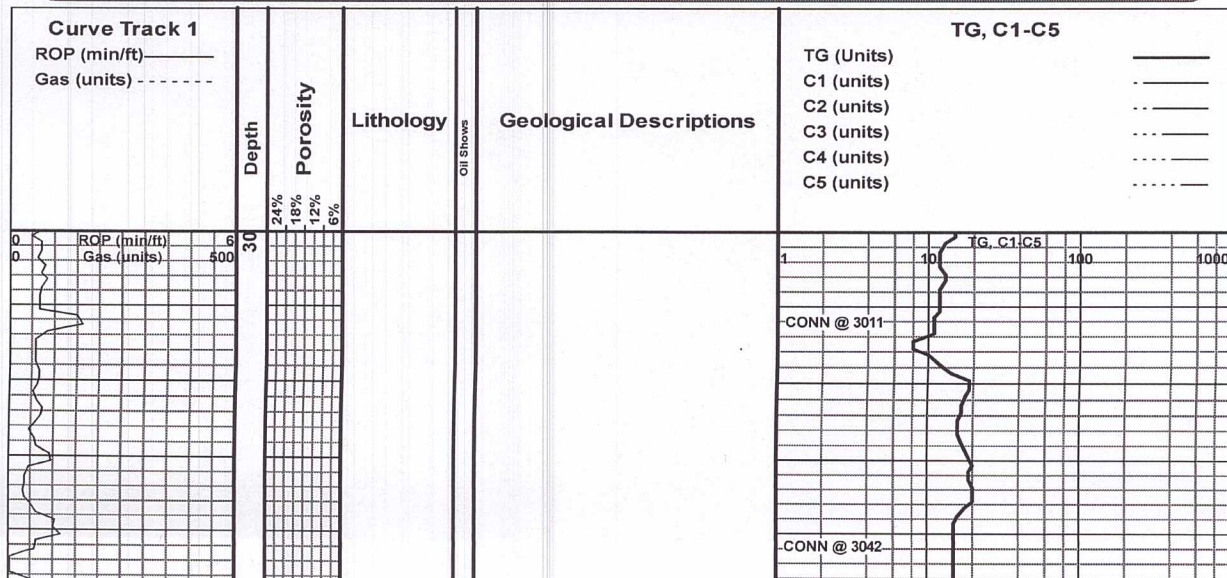 Curve Track 1
ROP (min/ft)
Gas (units)
Depth
Porosity
24%
18%
12%
6%
Lithology
Oil Shows
Geological Descriptions
TG, C1-C5
TG (Units)
C1 (units)
C2 (units)
C3 (units)
C4 (units)
C5 (units)
0 ROP (min/ft) 6
0 Gas (units) 500
30
TG, C1-C5
1 10 100 1000
CONN @ 3011
CONN @ 3042